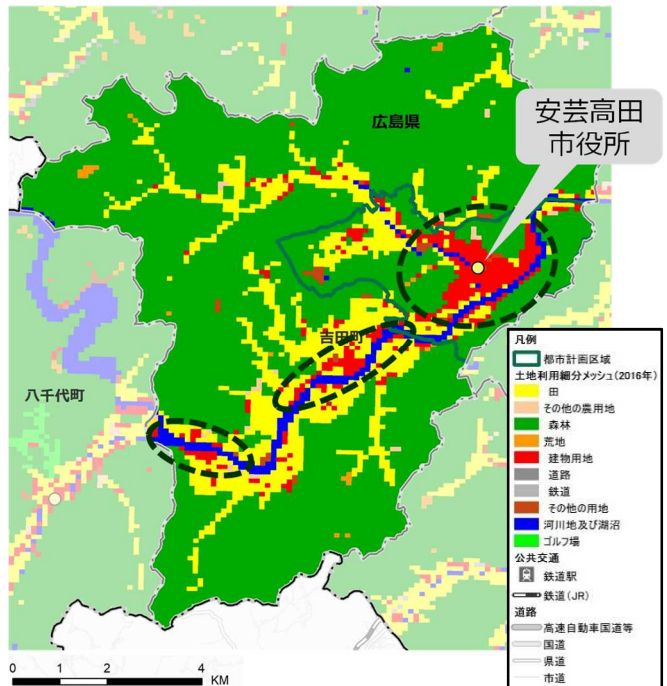 広島県
安芸高田
市役所
吉田町
八千代町
凡例
都市計画区域
土地利用細分メッシュ(2016年)
田
その他の農用地
森林
荒地
建物用地
道路
鉄道
その他の用地
河川地及び湖沼
ゴルフ場
公共交通
鉄道駅
鉄道(JR)
道路
高速自動車国道等
国道
県道
市道
0 1 2 4
KM